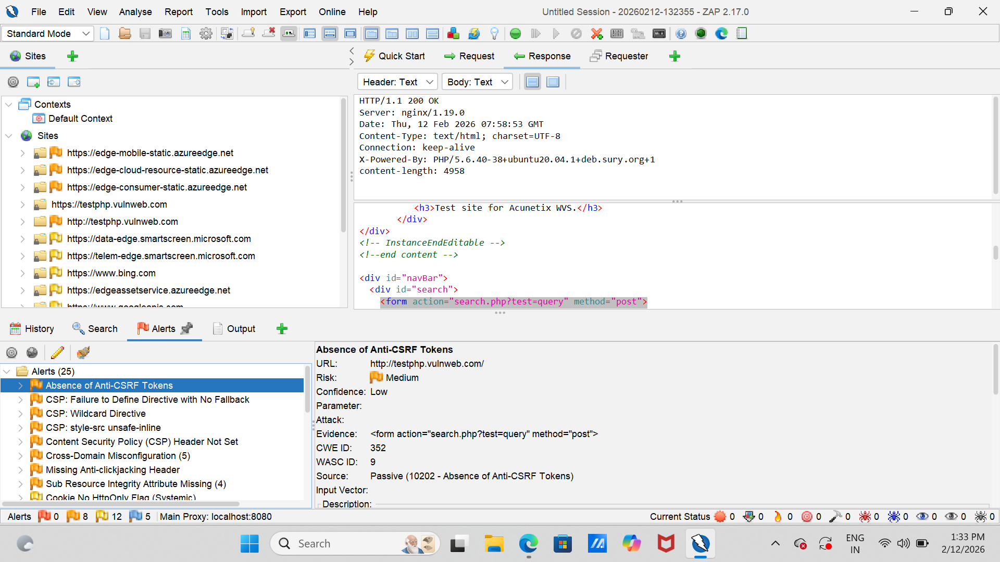 File Edit View Analyse Report Tools Import Export Online Help
Untitled Session - 20260212-132355 - ZAP 2.17.0
Standard Mode
Sites
Quick Start Request Response Requester
Header: Text Body: Text
Contexts
Default Context
Sites
https://edge-mobile-static.azureedge.net
https://edge-cloud-resource-static.azureedge.net
https://edge-consumer-static.azureedge.net
https://testphp.vulnweb.com
http://testphp.vulnweb.com
https://data-edge.smartscreen.microsoft.com
https://telem-edge.smartscreen.microsoft.com
https://www.bing.com
https://edgeassetservice.azureedge.net
https://www.googleapis.com
HTTP/1.1 200 OK
Server: nginx/1.19.0
Date: Thu, 12 Feb 2026 07:58:53 GMT
Content-Type: text/html; charset=UTF-8
Connection: keep-alive
X-Powered-By: PHP/5.6.40-38+ubuntu20.04.1+deb.sury.org+1
content-length: 4958
<h3>Test site for Acunetix WVS.</h3>
</div>
</div>
<!-- InstanceEndEditable -->
<!--end content -->
<div id="navBar">
<div id="search">
<form action="search.php?test=query" method="post">
History Search Alerts Output
Alerts (25)
Absence of Anti-CSRF Tokens
CSP: Failure to Define Directive with No Fallback
CSP: Wildcard Directive
CSP: style-src unsafe-inline
Content Security Policy (CSP) Header Not Set
Cross-Domain Misconfiguration (5)
Missing Anti-clickjacking Header
Sub Resource Integrity Attribute Missing (4)
Cookie No HttpOnly Flag (Systemic)
Absence of Anti-CSRF Tokens
URL: http://testphp.vulnweb.com/
Risk: Medium
Confidence: Low
Parameter:
Attack:
Evidence: <form action="search.php?test=query" method="post">
CWE ID: 352
WASC ID: 9
Source: Passive (10202 - Absence of Anti-CSRF Tokens)
Input Vector:
Description:
Alerts 0 8 12 5 Main Proxy: localhost:8080
Current Status 0 0 0 0 0 0 0 0 0 0
Search
ENG
IN
1:33 PM
2/12/2026